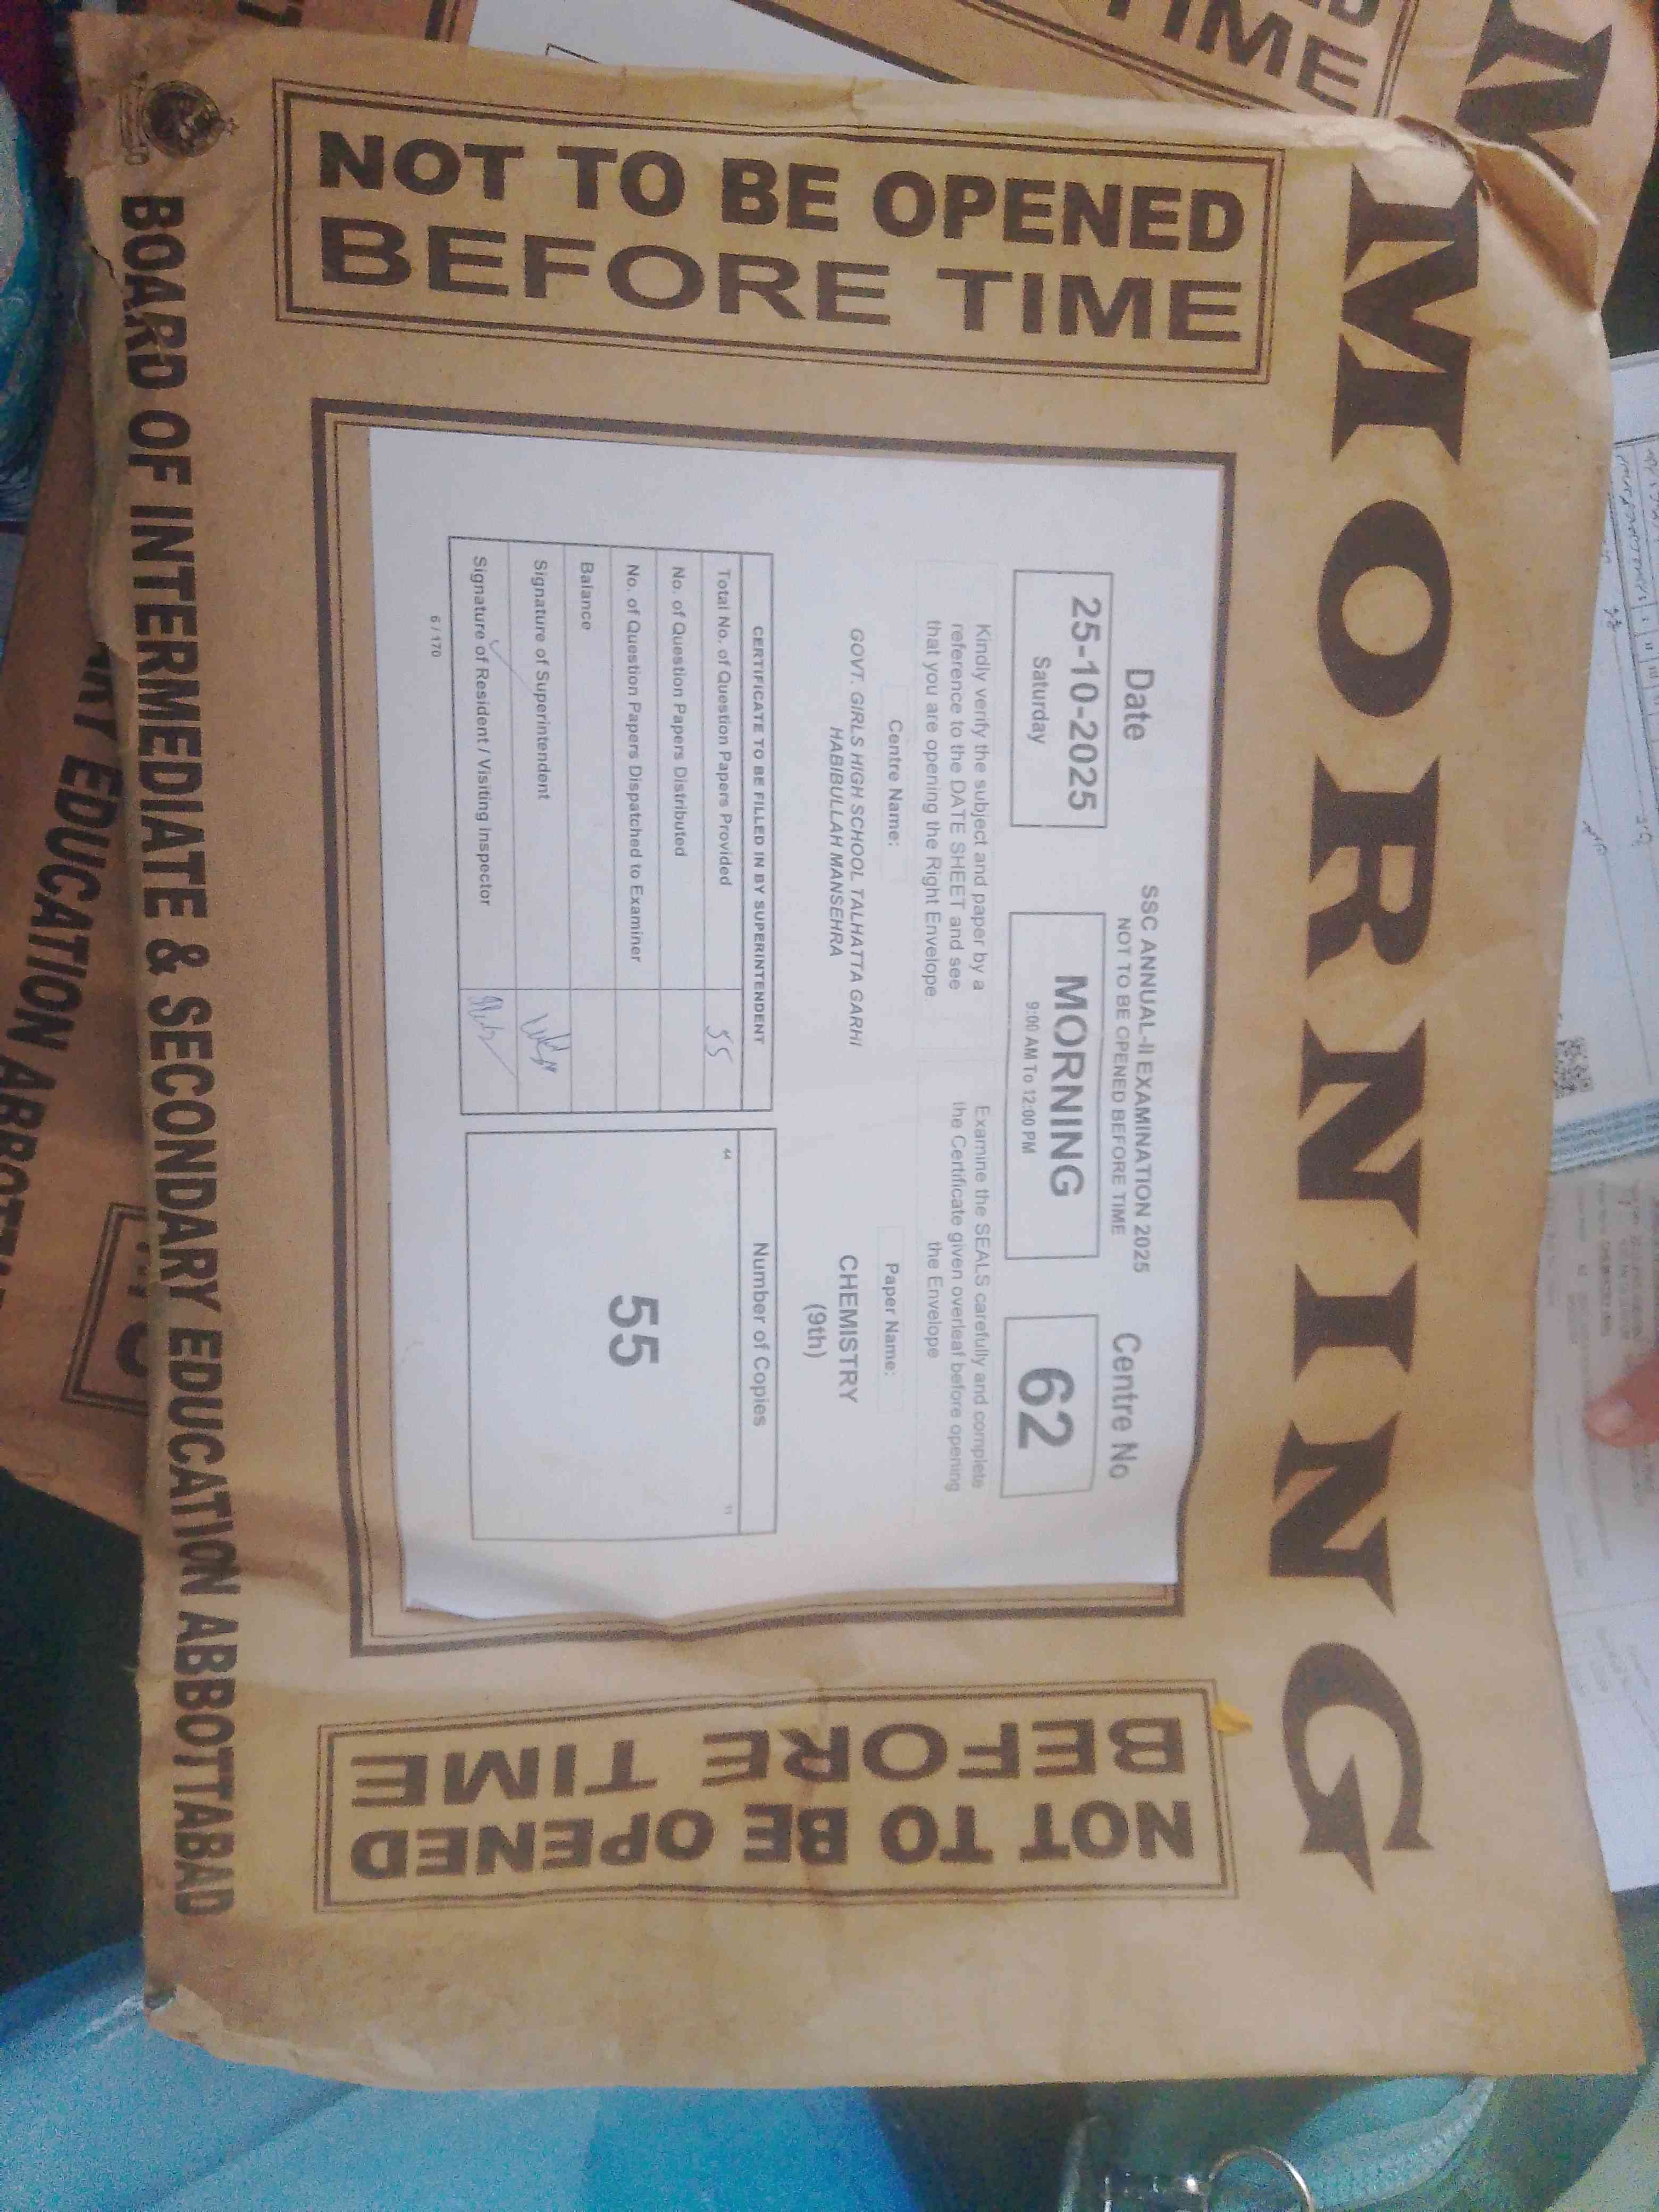 MORNING
NOT TO BE OPENED
BEFORE TIME
Date
25-10-2025
Saturday
SSC ANNUAL-II EXAMINATION 2025
NOT TO BE OPENED BEFORE TIME
MORNING
9:00 AM To 12:00 PM
Centre No
62
Kindly verify the subject and paper by a
reference to the DATE SHEET and see
that you are opening the Right Envelope
Examine the SEALS carefully and complete
the Certificate given overleaf before opening
the Envelope
Centre Name:
GOVT. GIRLS HIGH SCHOOL TALHATTA GARHI
HABIBULLAH MANSEHRA
Paper Name:
CHEMISTRY
(9th)
CERTIFICATE TO BE FILLED IN BY SUPERINTENDENT
Total No. of Question Papers Provided 55
No. of Question Papers Distributed
No. of Question Papers Dispatched to Examiner
Balance
Signature of Superintendent
Signature of Resident / Visiting Inspector
Number of Copies
44 11
55
6 / 170
NOT TO BE OPENED
BEFORE TIME
BOARD OF INTERMEDIATE & SECONDARY EDUCATION ABBOTTABAD
TIME
EDUCATION